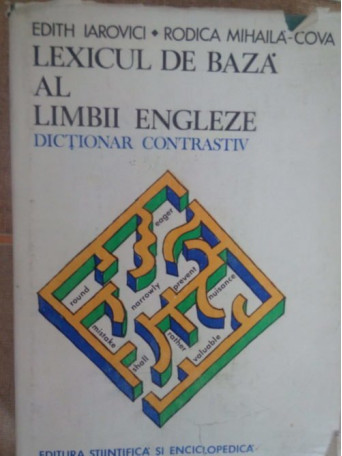 EDITH IAROVICI • RODICA MIHAILĂ-COVA
LEXICUL DE BAZĂ
AL
LIMBII ENGLEZE
DICȚIONAR CONTRASTIV
eager
round
narrowly
prevent
nuisance
mistake
shall
rather
valuable
EDITURA ȘTIINȚIFICĂ ȘI ENCICLOPEDICĂ